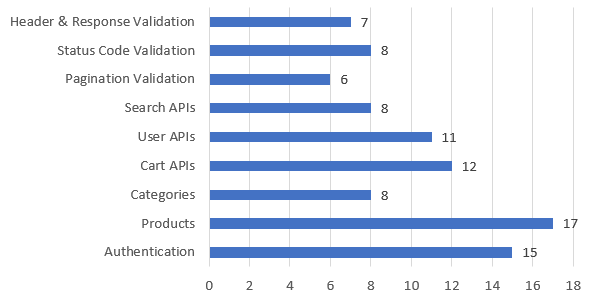 Header & Response Validation 7
Status Code Validation 8
Pagination Validation 6
Search APIs 8
User APIs 11
Cart APIs 12
Categories 8
Products 17
Authentication 15
0 2 4 6 8 10 12 14 16 18